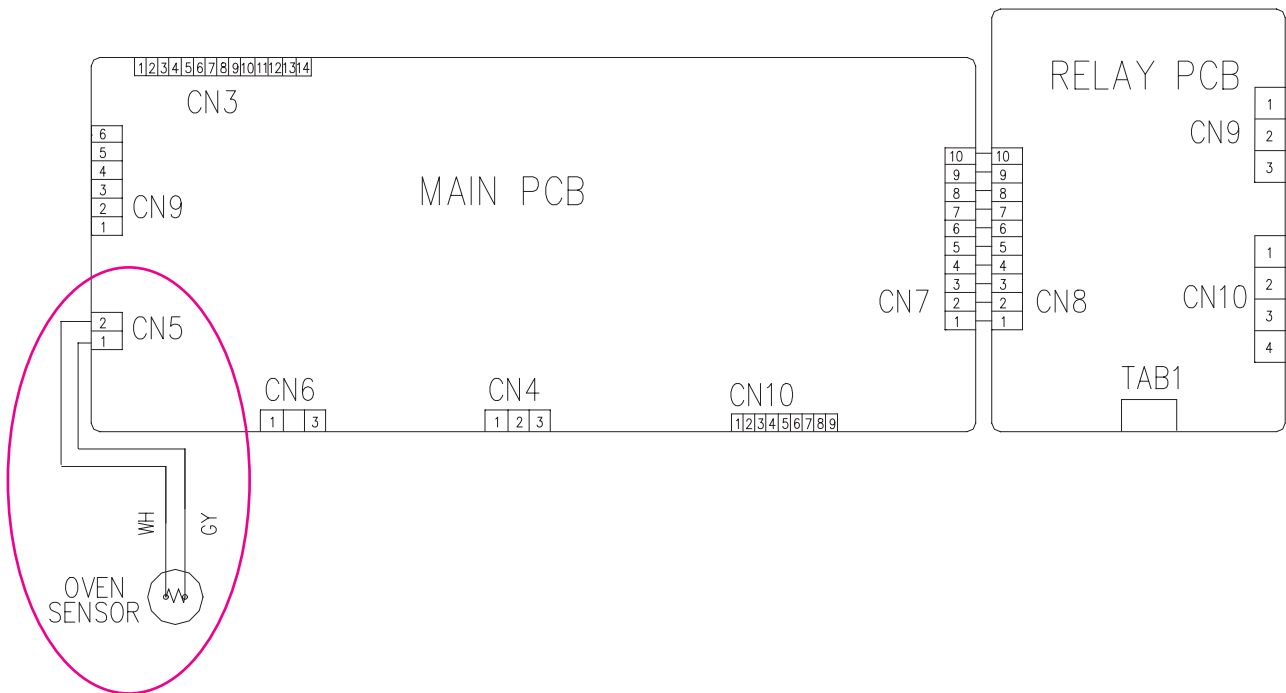 1 2 3 4 5 6 7 8 9 10 11 12 13 14
CN3
6
5
4
3
2
1
CN9
MAIN PCB
2
1
CN5
CN6
1 3
CN4
1 2 3
CN10
1 2 3 4 5 6 7 8 9
10
9
8
7
6
5
4
3
2
1
CN7
10
9
8
7
6
5
4
3
2
1
CN8
RELAY PCB
CN9
1
2
3
CN10
1
2
3
4
TAB1
WH
GY
OVEN
SENSOR